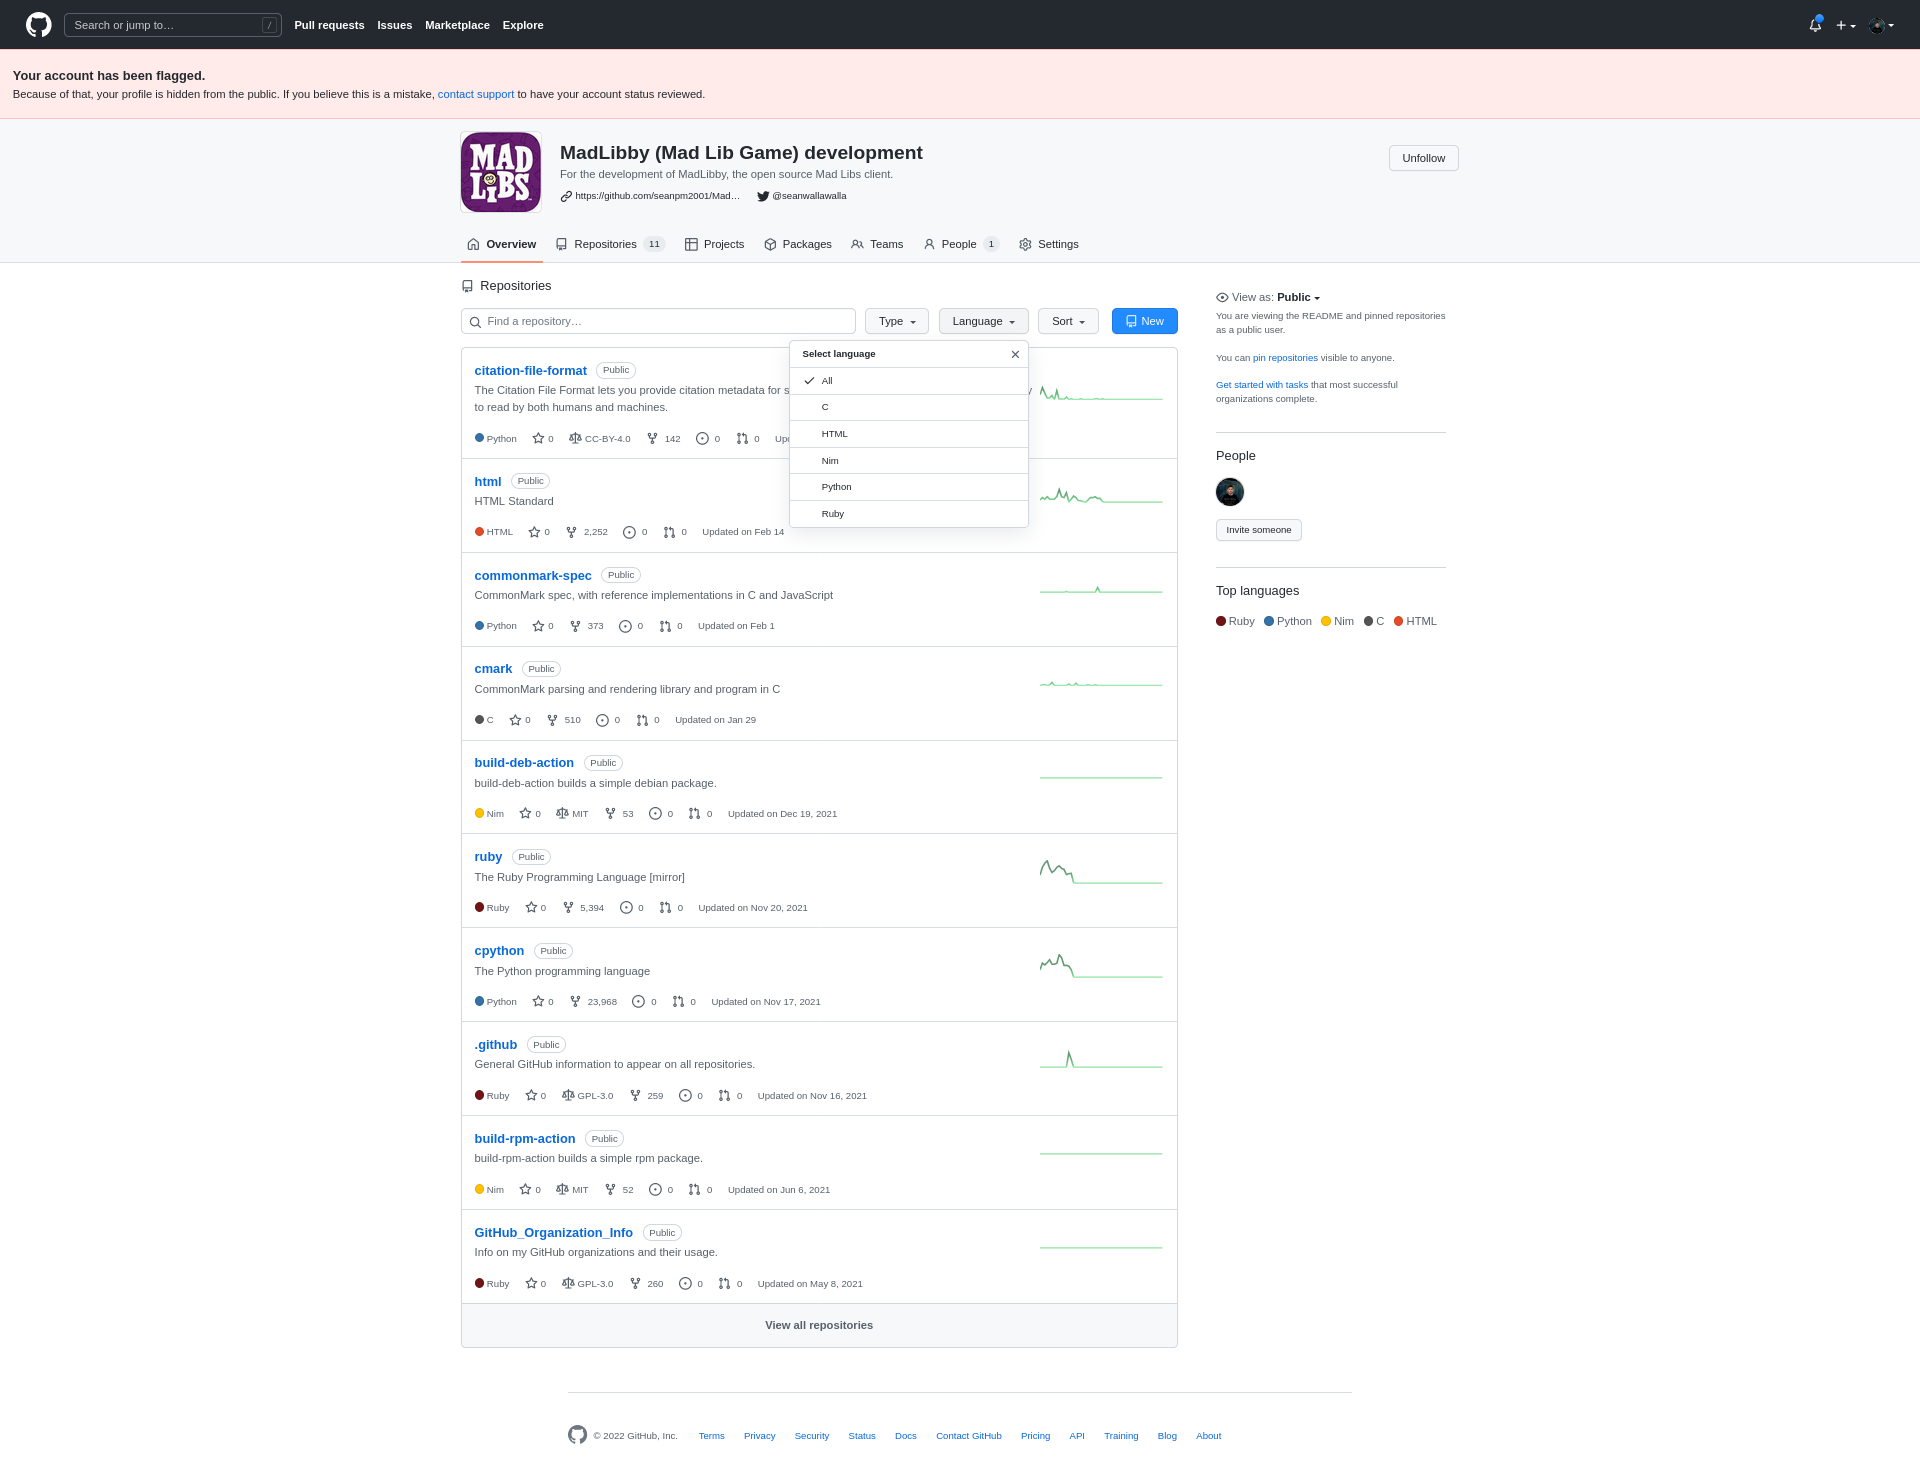 Search or jump to…
/
Pull requests
Issues
Marketplace
Explore
Your account has been flagged.
Because of that, your profile is hidden from the public. If you believe this is a mistake, contact support to have your account status reviewed.
MAD LIBS
MadLibby (Mad Lib Game) development
For the development of MadLibby, the open source Mad Libs client.
https://github.com/seanpm2001/Mad…
@seanwallawalla
Unfollow
Overview
Repositories 11
Projects
Packages
Teams
People 1
Settings
Repositories
Find a repository…
Type
Language
Sort
New
Select language
All
C
HTML
Nim
Python
Ruby
citation-file-format Public
The Citation File Format lets you provide citation metadata for s
y
to read by both humans and machines.
Python 0 CC-BY-4.0 142 0 0 Upd
html Public
HTML Standard
HTML 0 2,252 0 0 Updated on Feb 14
commonmark-spec Public
CommonMark spec, with reference implementations in C and JavaScript
Python 0 373 0 0 Updated on Feb 1
cmark Public
CommonMark parsing and rendering library and program in C
C 0 510 0 0 Updated on Jan 29
build-deb-action Public
build-deb-action builds a simple debian package.
Nim 0 MIT 53 0 0 Updated on Dec 19, 2021
ruby Public
The Ruby Programming Language [mirror]
Ruby 0 5,394 0 0 Updated on Nov 20, 2021
cpython Public
The Python programming language
Python 0 23,968 0 0 Updated on Nov 17, 2021
.github Public
General GitHub information to appear on all repositories.
Ruby 0 GPL-3.0 259 0 0 Updated on Nov 16, 2021
build-rpm-action Public
build-rpm-action builds a simple rpm package.
Nim 0 MIT 52 0 0 Updated on Jun 6, 2021
GitHub_Organization_Info Public
Info on my GitHub organizations and their usage.
Ruby 0 GPL-3.0 260 0 0 Updated on May 8, 2021
View all repositories
View as: Public
You are viewing the README and pinned repositories
as a public user.
You can pin repositories visible to anyone.
Get started with tasks that most successful
organizations complete.
People
Invite someone
Top languages
Ruby Python Nim C HTML
© 2022 GitHub, Inc.
Terms
Privacy
Security
Status
Docs
Contact GitHub
Pricing
API
Training
Blog
About